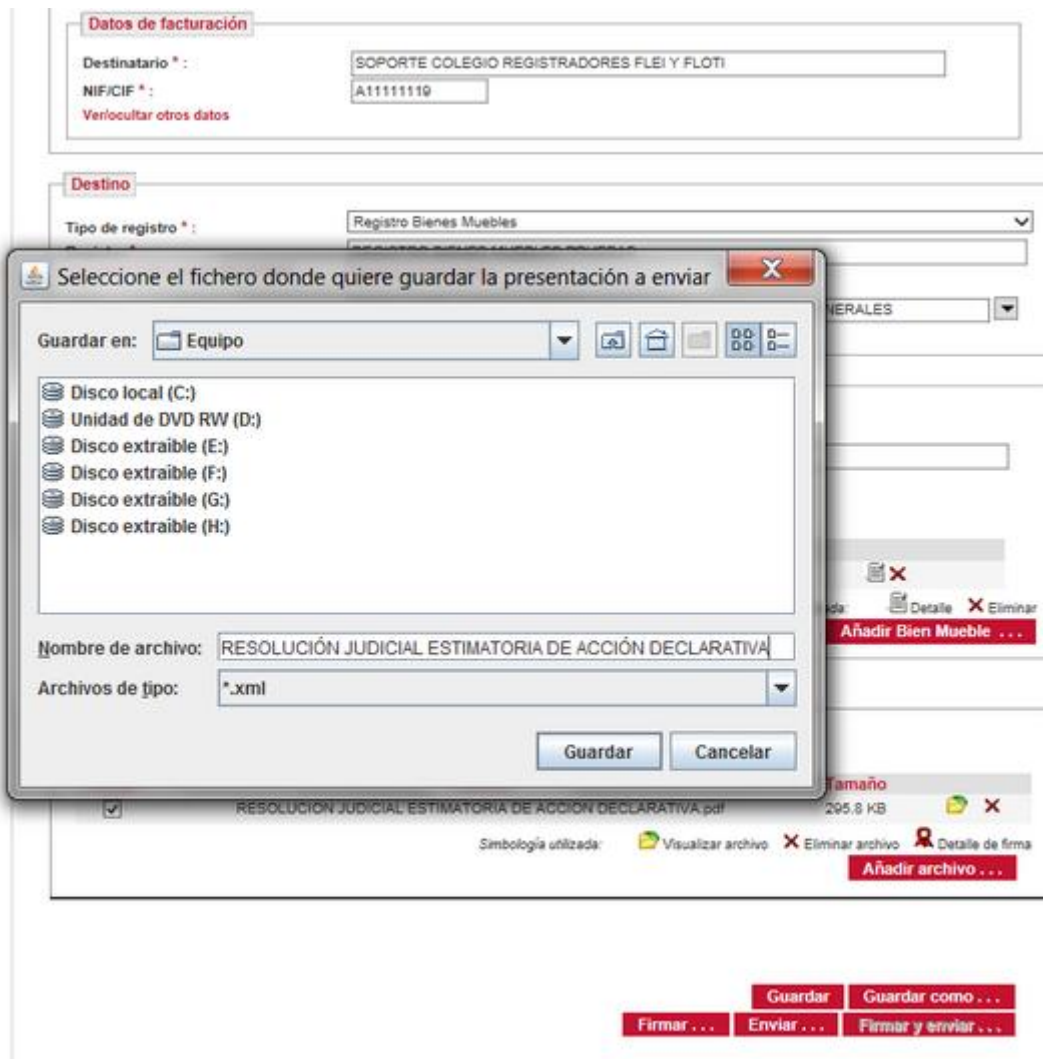 Datos de facturación
Destinatario * : SOPORTE COLEGIO REGISTRADORES FLEI Y FLOTI
NIF/CIF * : A11111119
Ver/ocultar otros datos
Destino
Tipo de registro * : Registro Bienes Muebles
Seleccione el fichero donde quiere guardar la presentación a enviar
NERALES
Guardar en: Equipo
Disco local (C:)
Unidad de DVD RW (D:)
Disco extraíble (E:)
Disco extraíble (F:)
Disco extraíble (G:)
Disco extraíble (H:)
Detalle Eliminar
Añadir Bien Mueble ...
Nombre de archivo: RESOLUCIÓN JUDICIAL ESTIMATORIA DE ACCIÓN DECLARATIVA
Archivos de tipo: *.xml
Guardar Cancelar
Tamaño
RESOLUCION JUDICIAL ESTIMATORIA DE ACCION DECLARATIVA.pdf 295.8 KB
Simbología utilizada: Visualizar archivo Eliminar archivo Detalle de firma
Añadir archivo . . .
Guardar Guardar como . . .
Firmar . . . Enviar . . . Firmar y enviar . . .